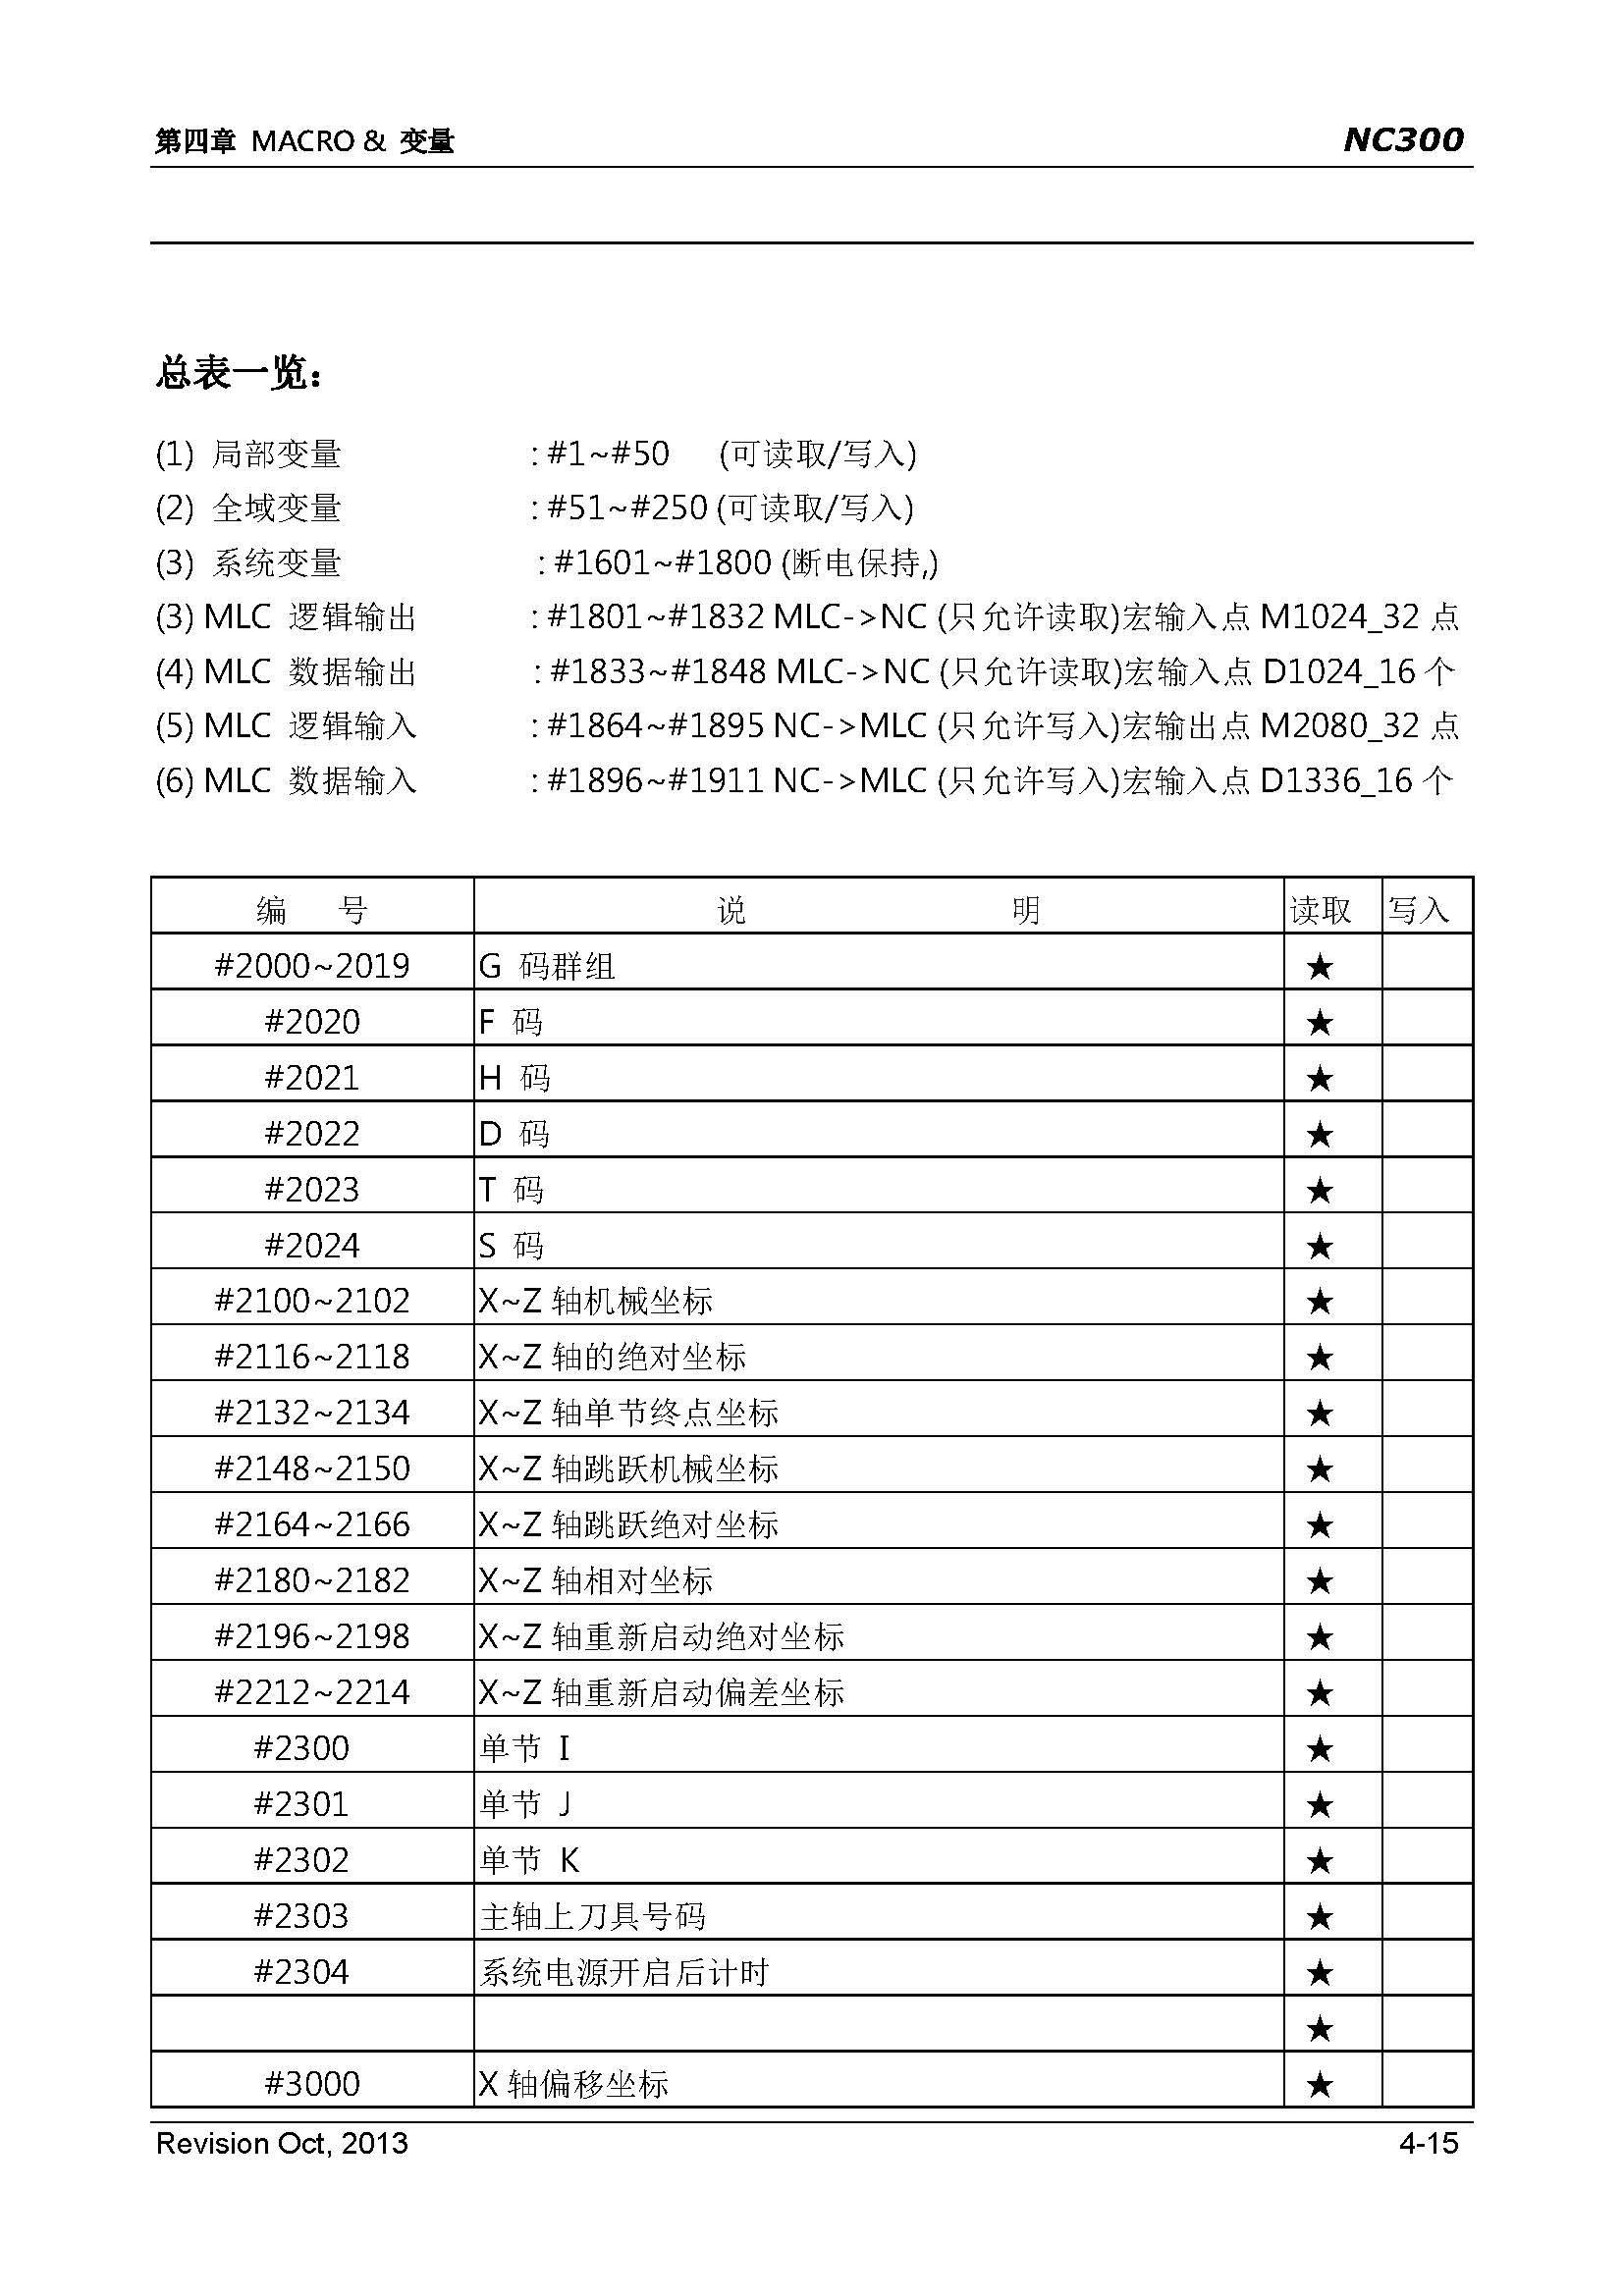 第四章 MACRO & 变量 NC300
总表一览：
(1) 局部变量 : #1~#50 (可读取/写入)
(2) 全域变量 : #51~#250 (可读取/写入)
(3) 系统变量 : #1601~#1800 (断电保持,)
(3) MLC 逻辑输出 : #1801~#1832 MLC->NC (只允许读取)宏输入点 M1024_32 点
(4) MLC 数据输出 : #1833~#1848 MLC->NC (只允许读取)宏输入点 D1024_16 个
(5) MLC 逻辑输入 : #1864~#1895 NC->MLC (只允许写入)宏输出点 M2080_32 点
(6) MLC 数据输入 : #1896~#1911 NC->MLC (只允许写入)宏输入点 D1336_16 个
编 号 说 明 读取 写入
#2000~2019 G 码群组 ★
#2020 F 码 ★
#2021 H 码 ★
#2022 D 码 ★
#2023 T 码 ★
#2024 S 码 ★
#2100~2102 X~Z 轴机械坐标 ★
#2116~2118 X~Z 轴的绝对坐标 ★
#2132~2134 X~Z 轴单节终点坐标 ★
#2148~2150 X~Z 轴跳跃机械坐标 ★
#2164~2166 X~Z 轴跳跃绝对坐标 ★
#2180~2182 X~Z 轴相对坐标 ★
#2196~2198 X~Z 轴重新启动绝对坐标 ★
#2212~2214 X~Z 轴重新启动偏差坐标 ★
#2300 单节 I ★
#2301 单节 J ★
#2302 单节 K ★
#2303 主轴上刀具号码 ★
#2304 系统电源开启后计时 ★
★
#3000 X 轴偏移坐标 ★
Revision Oct, 2013 4-15